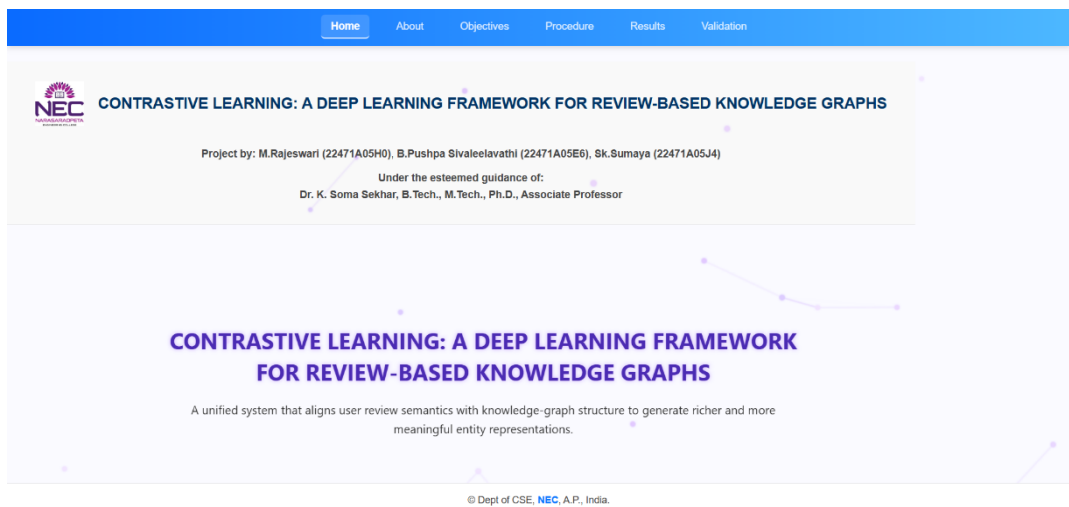 Home About Objectives Procedure Results Validation
NEC
NARASARAOPETA
CONTRASTIVE LEARNING: A DEEP LEARNING FRAMEWORK FOR REVIEW-BASED KNOWLEDGE GRAPHS
Project by: M.Rajeswari (22471A05H0), B.Pushpa Sivaleelavathi (22471A05E6), Sk.Sumaya (22471A05J4)
Under the esteemed guidance of:
Dr. K. Soma Sekhar, B.Tech., M.Tech., Ph.D., Associate Professor
CONTRASTIVE LEARNING: A DEEP LEARNING FRAMEWORK
FOR REVIEW-BASED KNOWLEDGE GRAPHS
A unified system that aligns user review semantics with knowledge-graph structure to generate richer and more
meaningful entity representations.
© Dept of CSE, NEC, A.P., India.